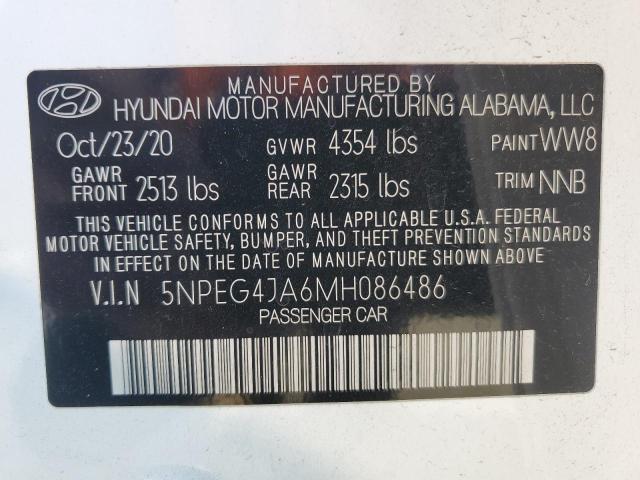 MANUFACTURED BY
HYUNDAI MOTOR MANUFACTURING ALABAMA, LLC
Oct/23/20 GVWR 4354 lbs PAINT WW8
GAWR FRONT 2513 lbs GAWR REAR 2315 lbs TRIM NNB
THIS VEHICLE CONFORMS TO ALL APPLICABLE U.S.A. FEDERAL
MOTOR VEHICLE SAFETY, BUMPER, AND THEFT PREVENTION STANDARDS
IN EFFECT ON THE DATE OF MANUFACTURE SHOWN ABOVE.
V.I.N 5NPEG4JA6MH086486
PASSENGER CAR